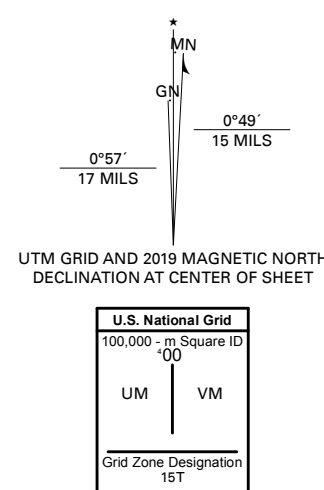 ★
MN
GN
0°49´
15 MILS
0°57´
17 MILS
UTM GRID AND 2019 MAGNETIC NORTH
DECLINATION AT CENTER OF SHEET
U.S. National Grid
100,000 - m Square ID
⁴00
UM VM
Grid Zone Designation
15T